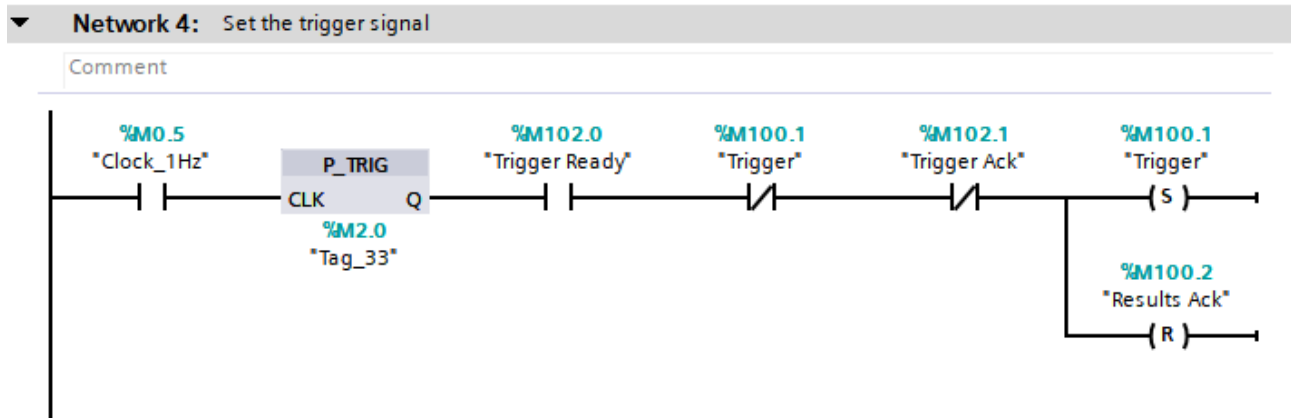 Network 4: Set the trigger signal
Comment
%M0.5
"Clock_1Hz"
P_TRIG
CLK Q
%M2.0
"Tag_33"
%M102.0
"Trigger Ready"
%M100.1
"Trigger"
%M102.1
"Trigger Ack"
%M100.1
"Trigger"
S
%M100.2
"Results Ack"
R